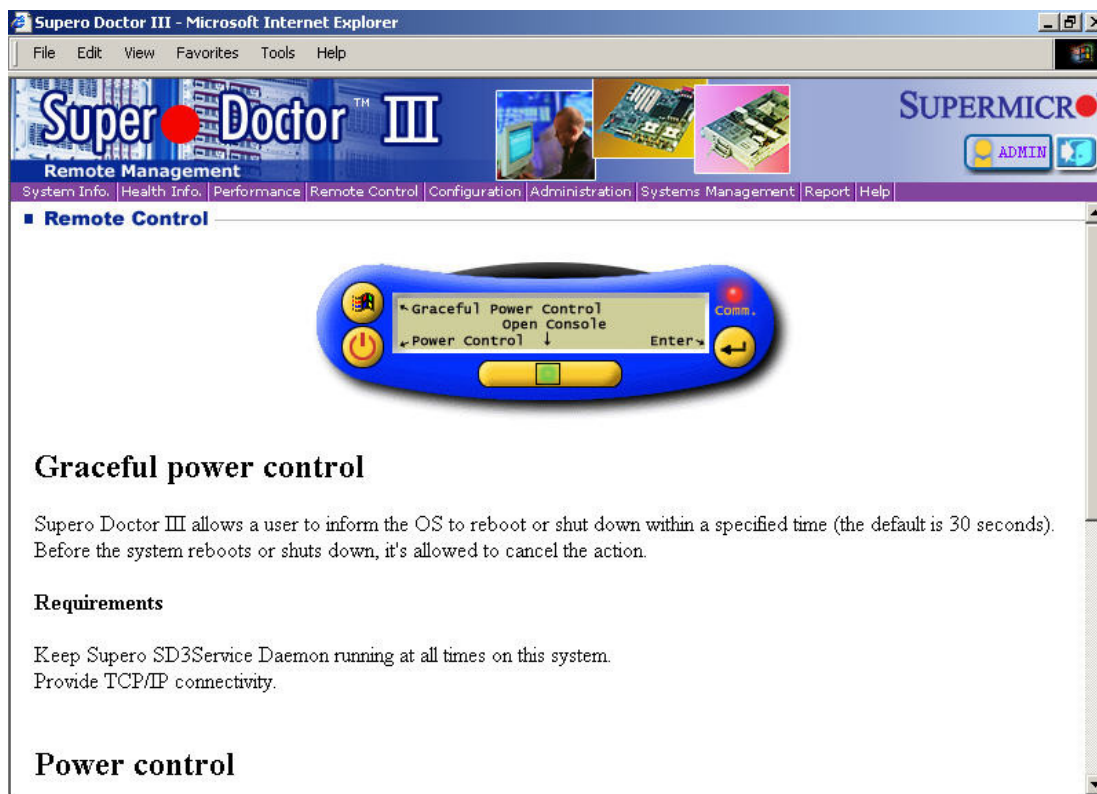 Supero Doctor III - Microsoft Internet Explorer
File Edit View Favorites Tools Help
Super Doctor™ III
SUPERMICR
ADMIN
Remote Management
System Info. Health Info. Performance Remote Control Configuration Administration Systems Management Report Help
Remote Control
Graceful Power Control
Comm.
Open Console
Power Control ↓ Enter
Graceful power control
Supero Doctor III allows a user to inform the OS to reboot or shut down within a specified time (the default is 30 seconds).
Before the system reboots or shuts down, it's allowed to cancel the action.
Requirements
Keep Supero SD3Service Daemon running at all times on this system.
Provide TCP/IP connectivity.
Power control